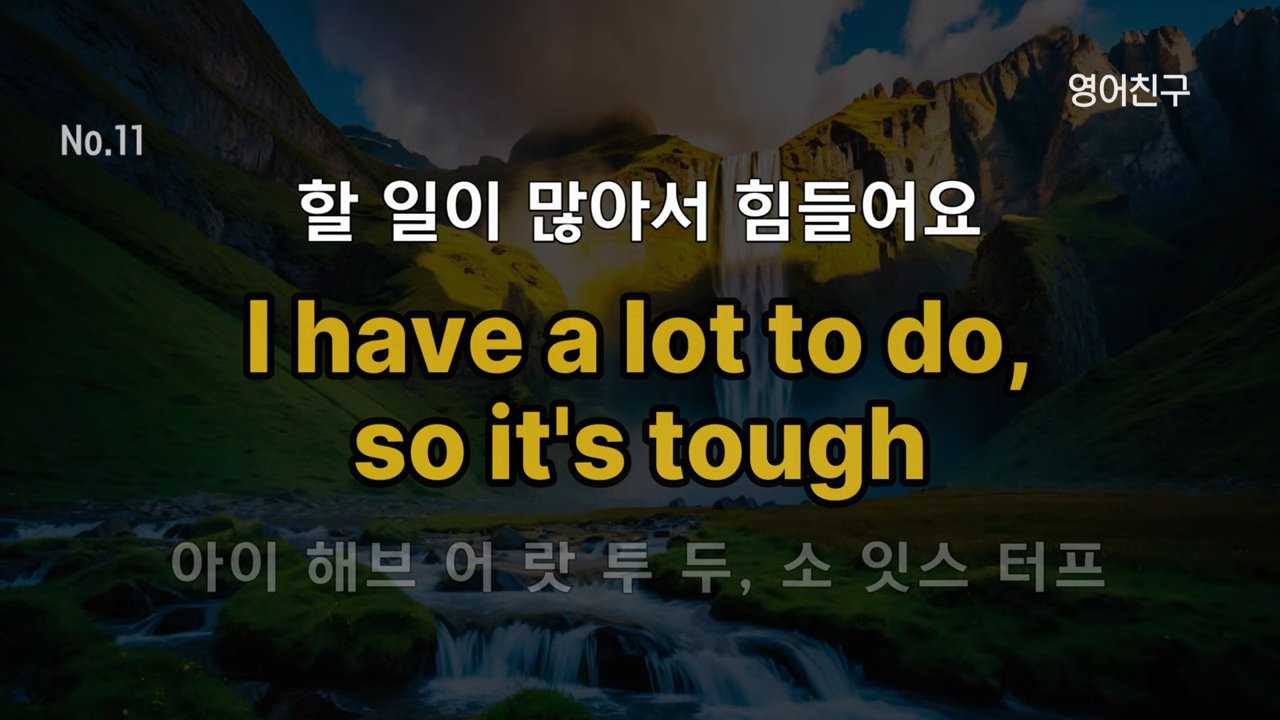 영어친구
No.11
할 일이 많아서 힘들어요
I have a lot to do,
so it's tough
아이 해브 어 랏 투 두, 소 잇스 터프